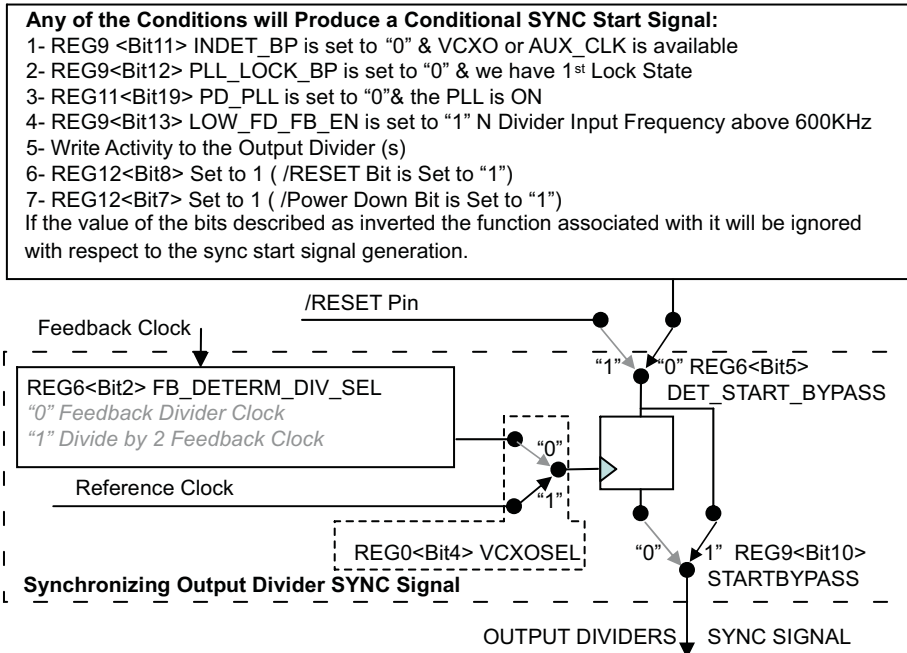 Any of the Conditions will Produce a Conditional SYNC Start Signal:
1- REG9 <Bit11> INDET_BP is set to “0” & VCXO or AUX_CLK is available
2- REG9<Bit12> PLL_LOCK_BP is set to “0” & we have 1st Lock State
3- REG11<Bit19> PD_PLL is set to “0”& the PLL is ON
4- REG9<Bit13> LOW_FD_FB_EN is set to “1” N Divider Input Frequency above 600KHz
5- Write Activity to the Output Divider (s)
6- REG12<Bit8> Set to 1 ( /RESET Bit is Set to “1”)
7- REG12<Bit7> Set to 1 ( /Power Down Bit is Set to “1”)
If the value of the bits described as inverted the function associated with it will be ignored
with respect to the sync start signal generation.
/RESET Pin
Feedback Clock
“1” “0” REG6<Bit5>
DET_START_BYPASS
REG6<Bit2> FB_DETERM_DIV_SEL
“0” Feedback Divider Clock
“1” Divide by 2 Feedback Clock
“0”
Reference Clock
“1”
REG0<Bit4> VCXOSEL
“0” 1” REG9<Bit10>
STARTBYPASS
Synchronizing Output Divider SYNC Signal
OUTPUT DIVIDERS SYNC SIGNAL